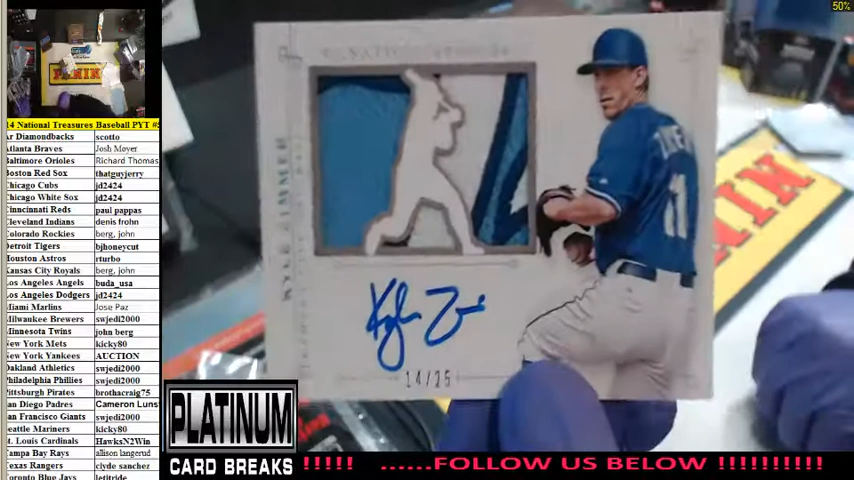 50%
PANINI
14 National Treasures Baseball PYT #
Ar Diamondbacks scotto
Atlanta Braves Josh Moyer
Baltimore Orioles Richard Thomas
Boston Red Sox thatguyjerry
Chicago Cubs jd2424
Chicago White Sox jd2424
Cinncinati Reds paul pappas
Cleveland Indians denis frohn
Colorado Rockies berg, john
Detroit Tigers bjhoneycut
Houston Astros rturbo
Kansas City Royals berg, john
Los Angeles Angels buda_usa
Los Angeles Dodgers jd2424
Miami Marlins Jose Paz
Milwaukee Brewers swjedi2000
Minnesota Twins john berg
New York Mets kicky80
New York Yankees AUCTION
Oakland Athletics swjedi2000
Philadelphia Phillies swjedi2000
Pittsburgh Pirates brothacraig75
San Diego Padres Cameron Luns
San Francisco Giants swjedi2000
Seattle Mariners kicky80
St. Louis Cardinals HawksN2Win
Tampa Bay Rays allison langerud
Texas Rangers clyde sanchez
Toronto Blue Jays letitride
KYLE ZIMMER
11
14/25
PANINI
PLATINUM
CARD BREAKS
!!!!! ......FOLLOW US BELOW !!!!!!!!!!